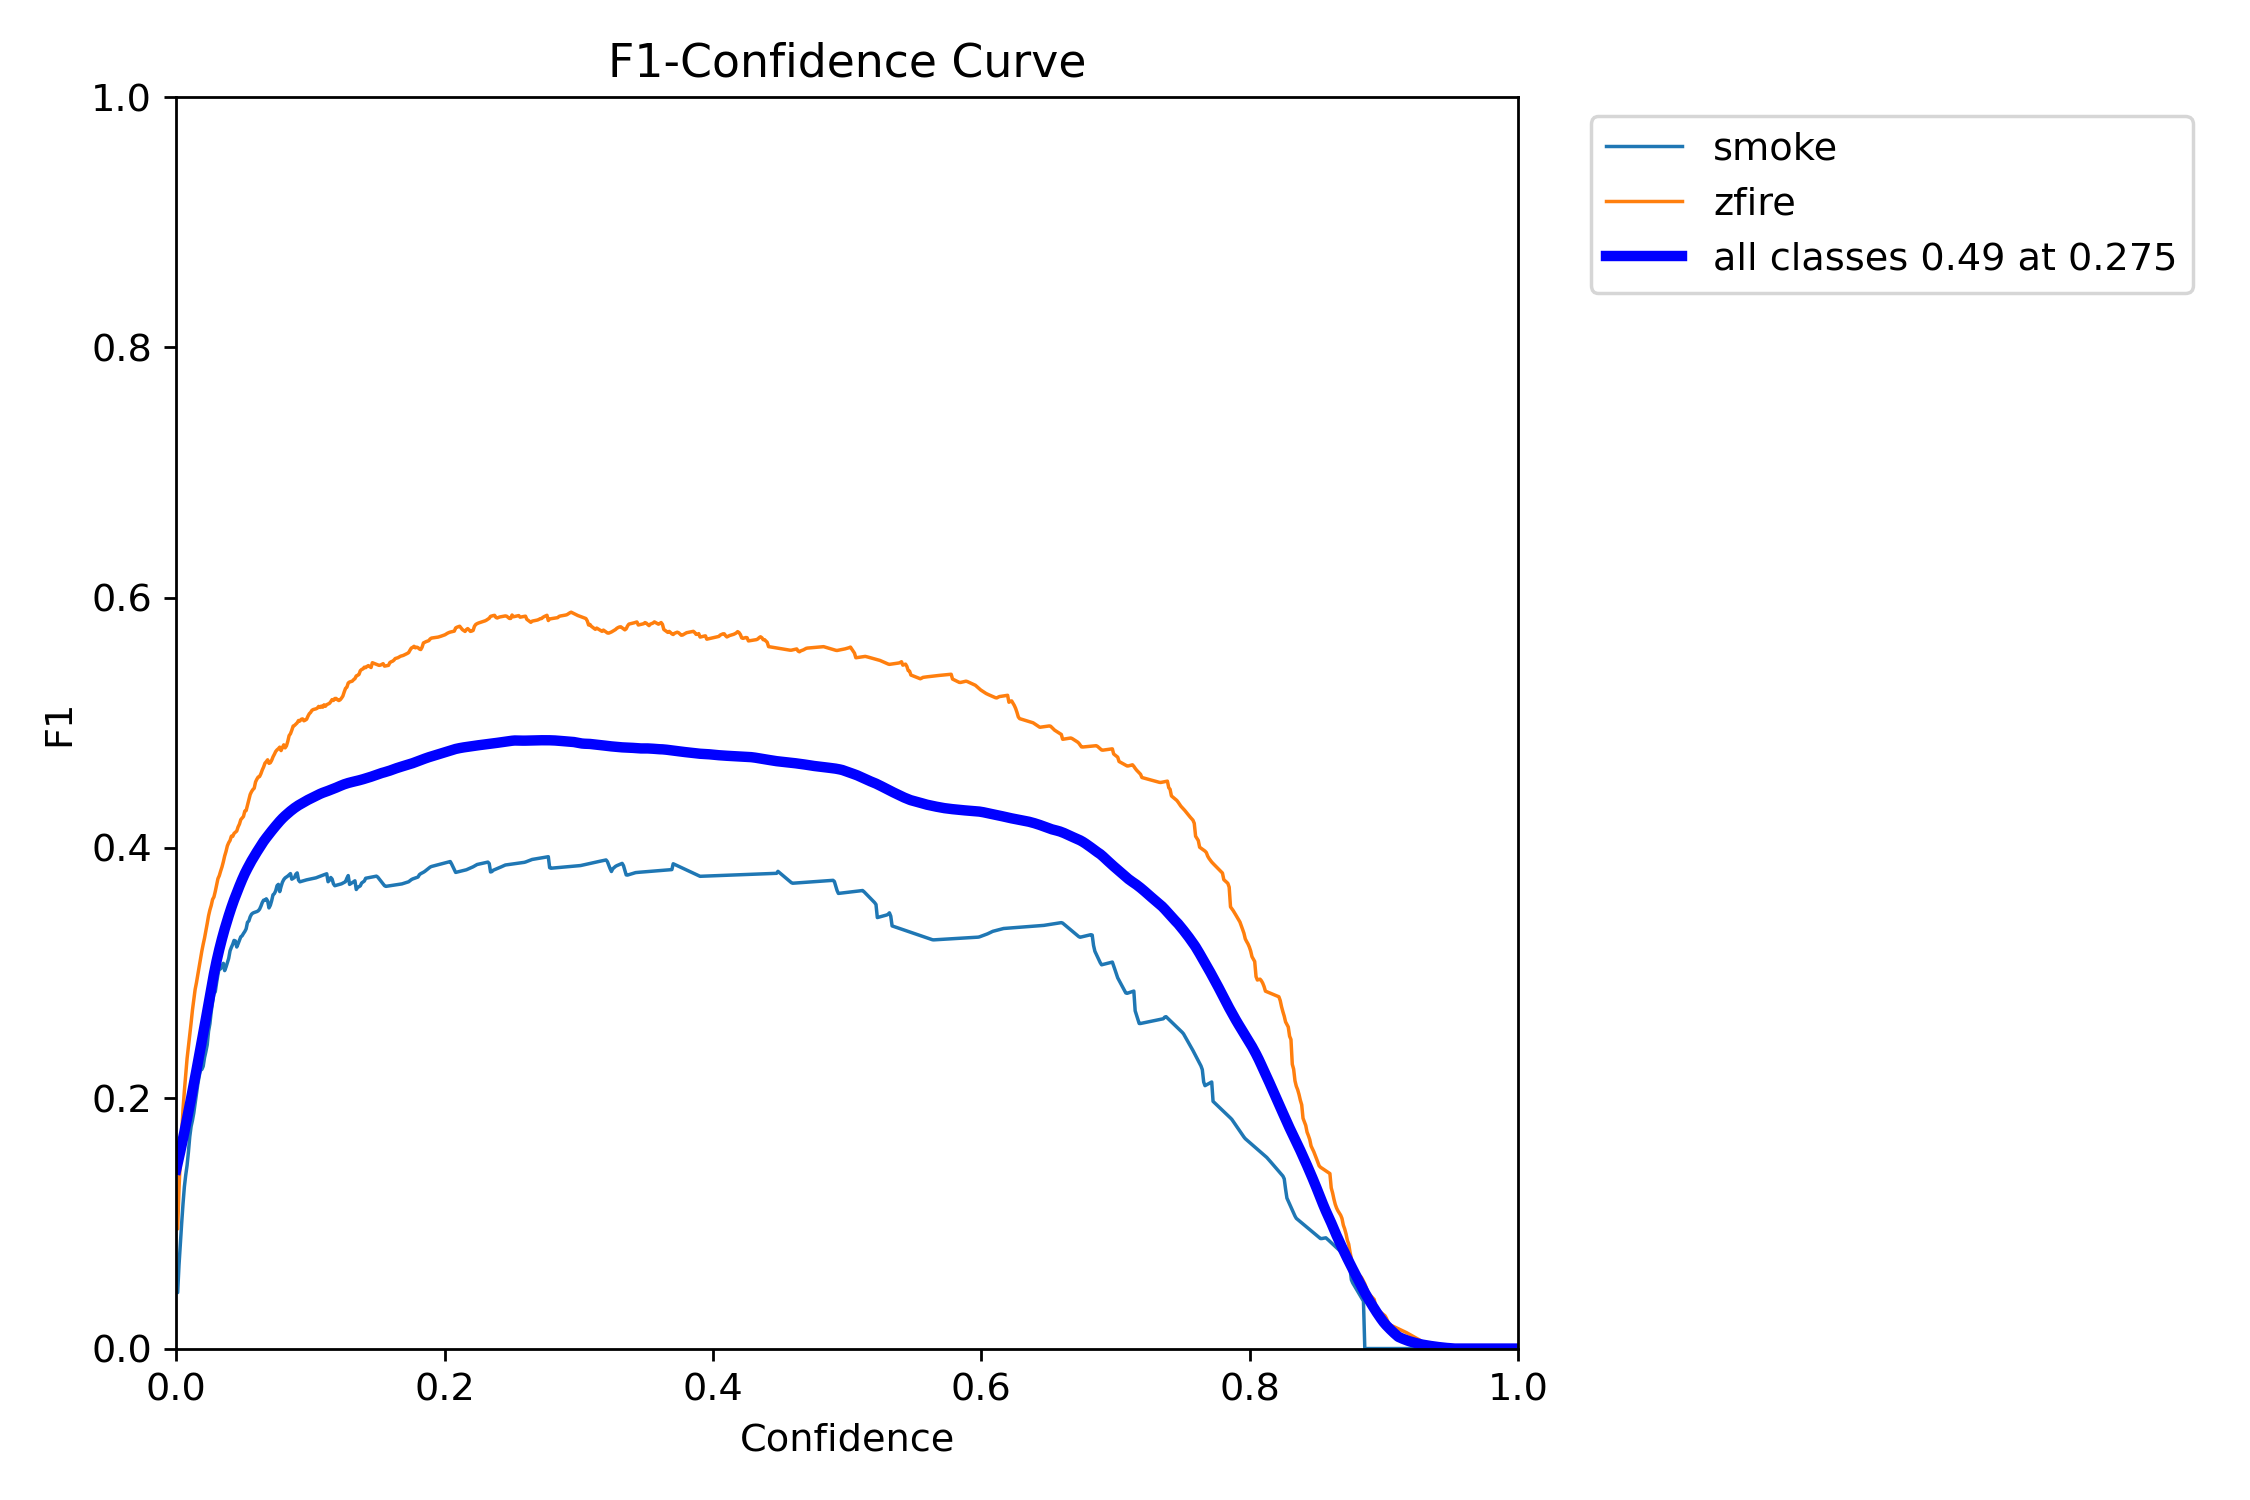 F1-Confidence Curve
1.0
0.8
0.6
0.4
0.2
0.0
F1
0.0 0.2 0.4 0.6 0.8 1.0
Confidence
smoke
zfire
all classes 0.49 at 0.275